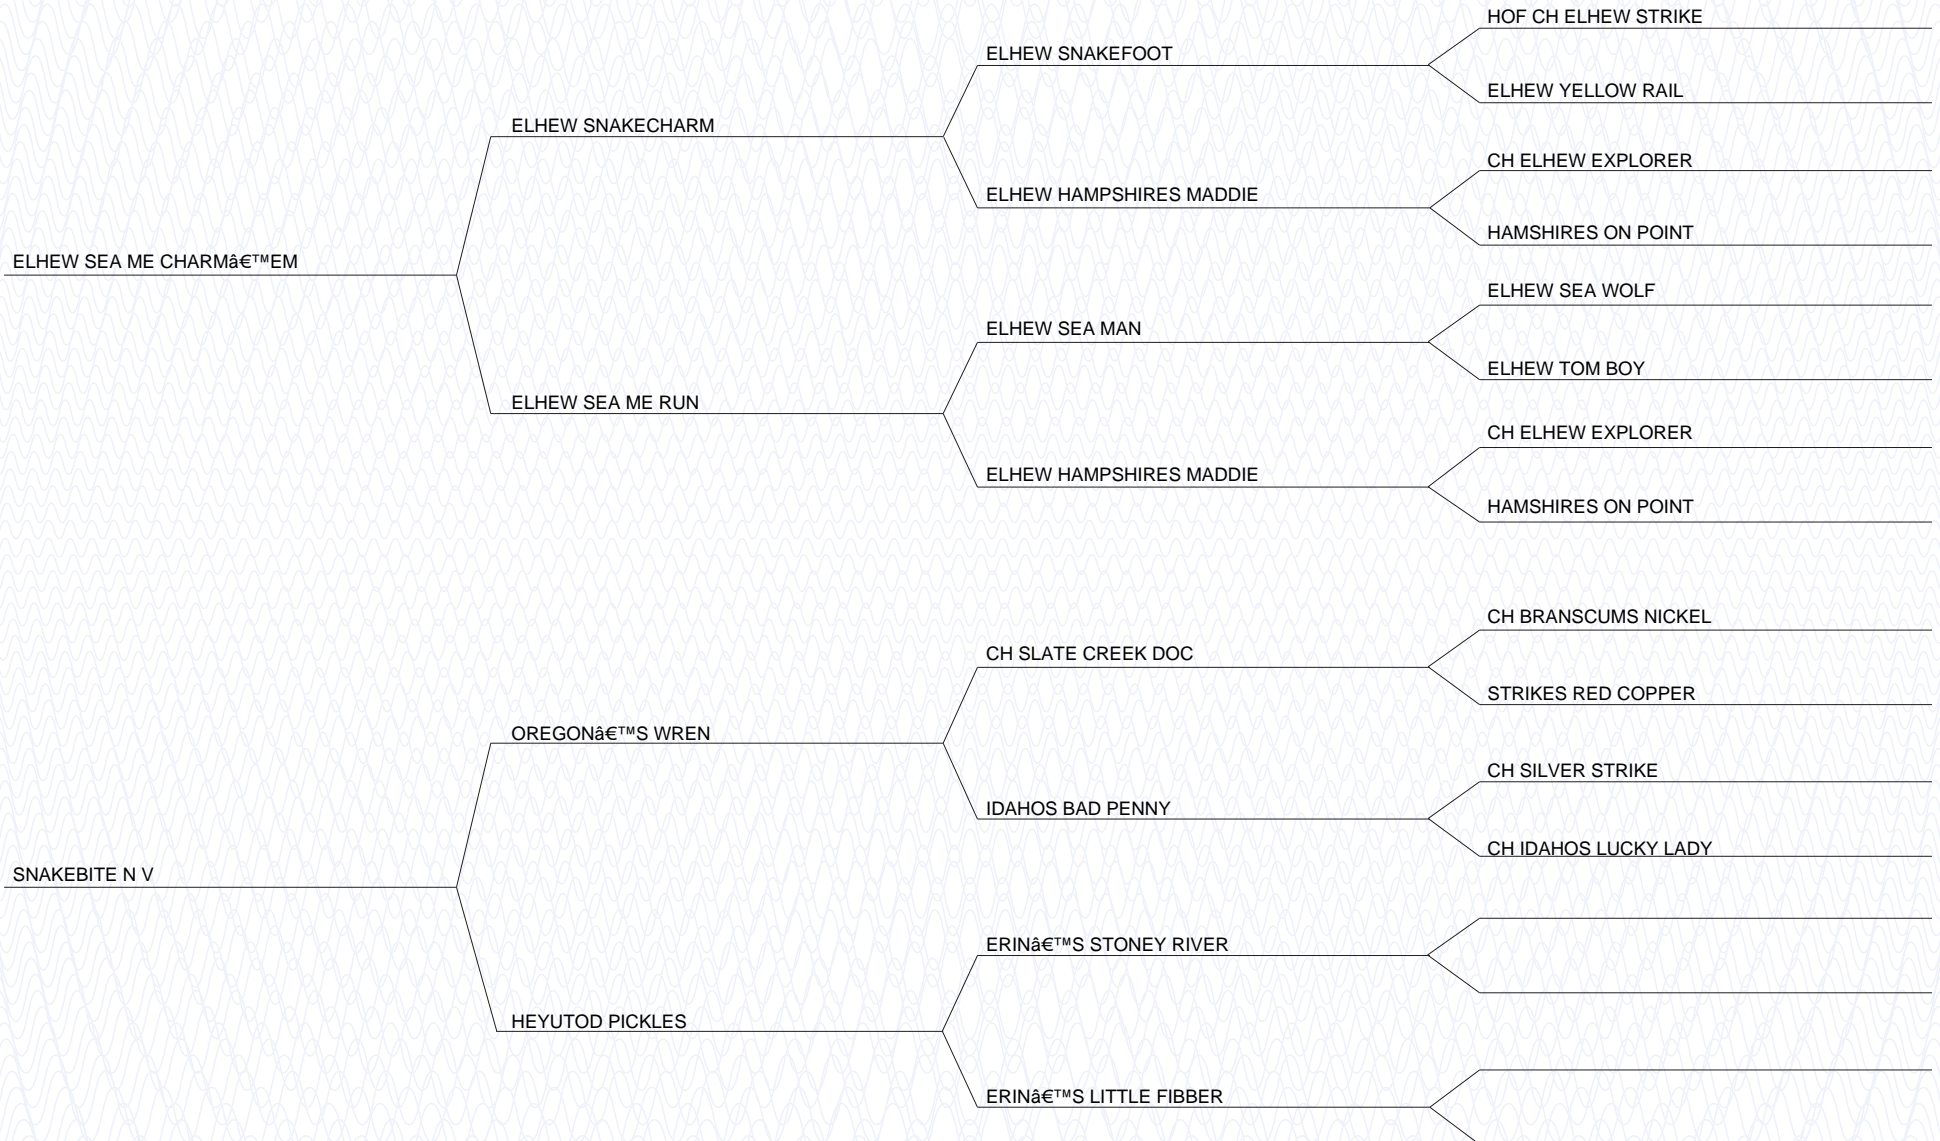 HOF CH ELHEW STRIKE
ELHEW SNAKEFOOT
ELHEW YELLOW RAIL
ELHEW SNAKECHARM
CH ELHEW EXPLORER
ELHEW HAMPSHIRES MADDIE
HAMSHIRES ON POINT
ELHEW SEA ME CHARMâ€™EM
ELHEW SEA WOLF
ELHEW SEA MAN
ELHEW TOM BOY
ELHEW SEA ME RUN
CH ELHEW EXPLORER
ELHEW HAMPSHIRES MADDIE
HAMSHIRES ON POINT
CH BRANSCUMS NICKEL
CH SLATE CREEK DOC
STRIKES RED COPPER
OREGONâ€™S WREN
CH SILVER STRIKE
IDAHOS BAD PENNY
CH IDAHOS LUCKY LADY
SNAKEBITE N V
ERINâ€™S STONEY RIVER
HEYUTOD PICKLES
ERINâ€™S LITTLE FIBBER